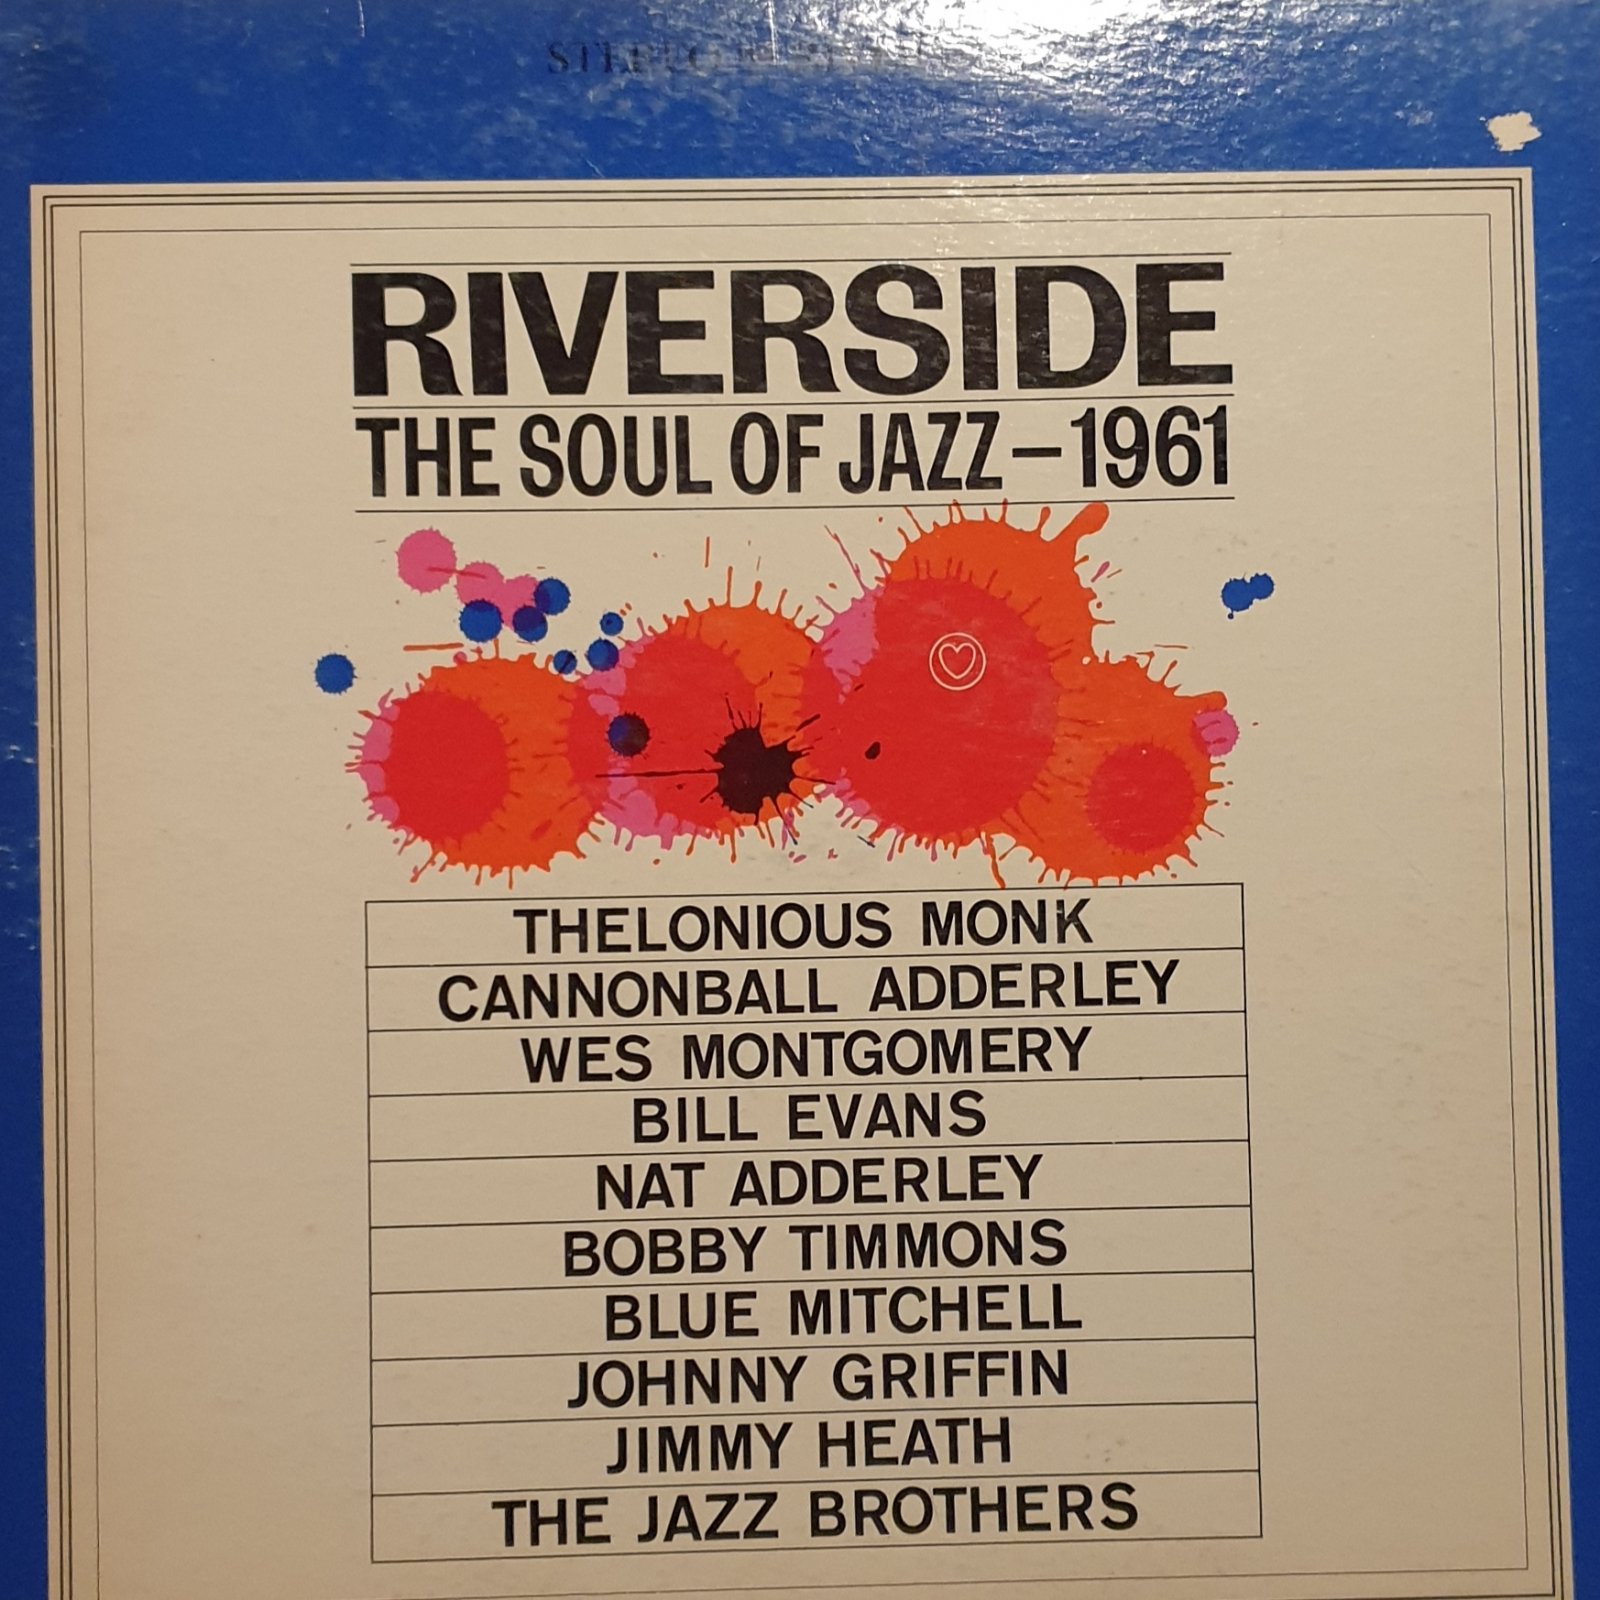 STEREO
RIVERSIDE
THE SOUL OF JAZZ – 1961
THELONIOUS MONK
CANNONBALL ADDERLEY
WES MONTGOMERY
BILL EVANS
NAT ADDERLEY
BOBBY TIMMONS
BLUE MITCHELL
JOHNNY GRIFFIN
JIMMY HEATH
THE JAZZ BROTHERS